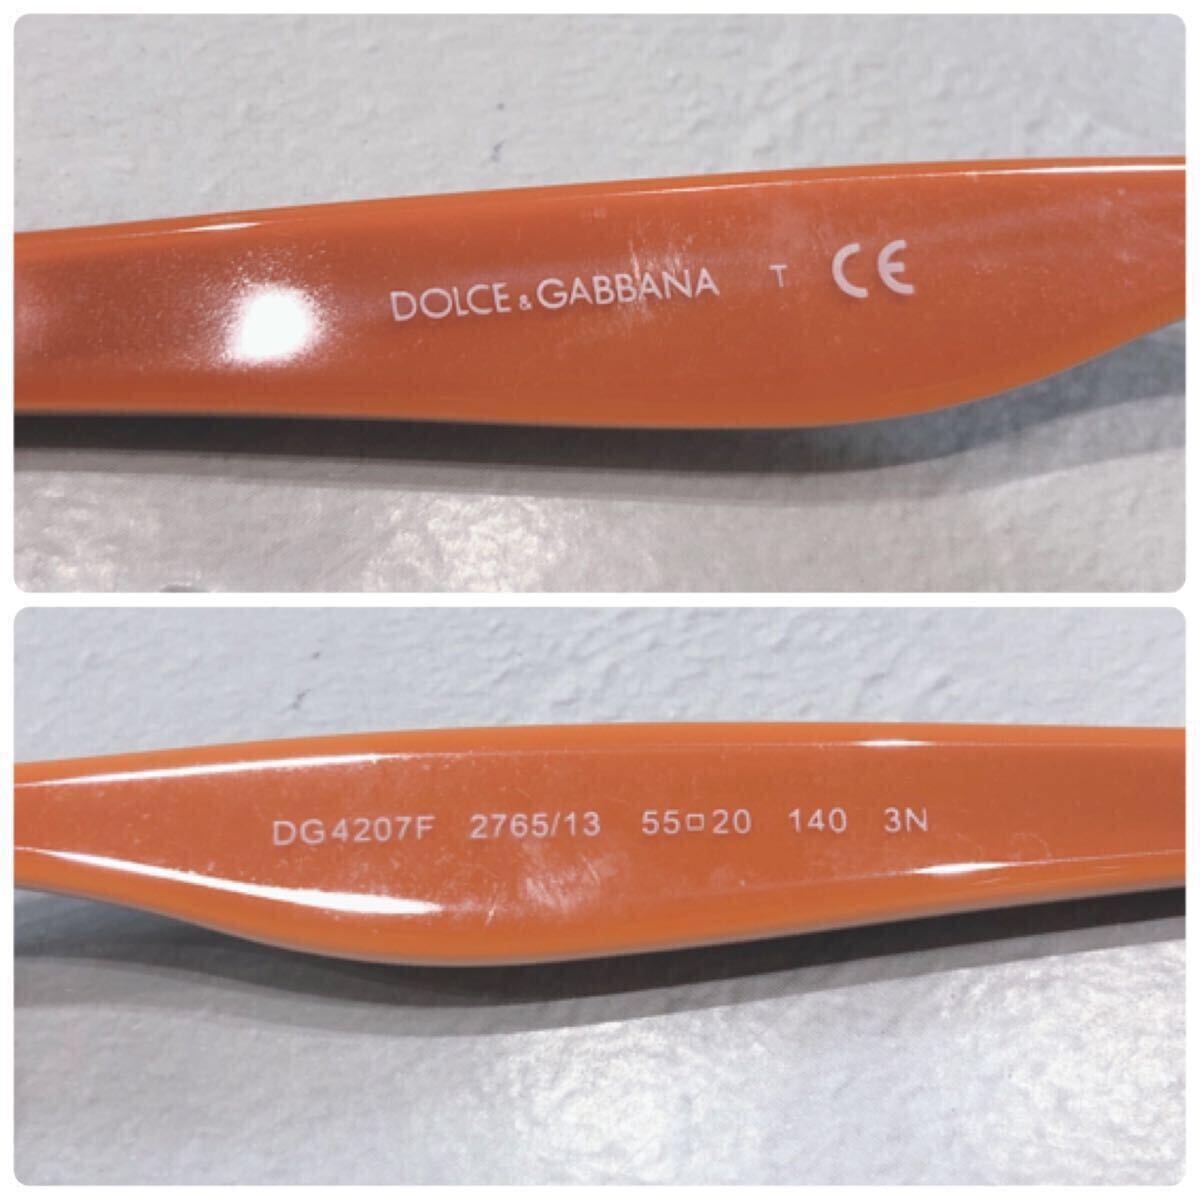 DOLCE & GABBANA T CE
DG4207F 2765/13 55□20 140 3N